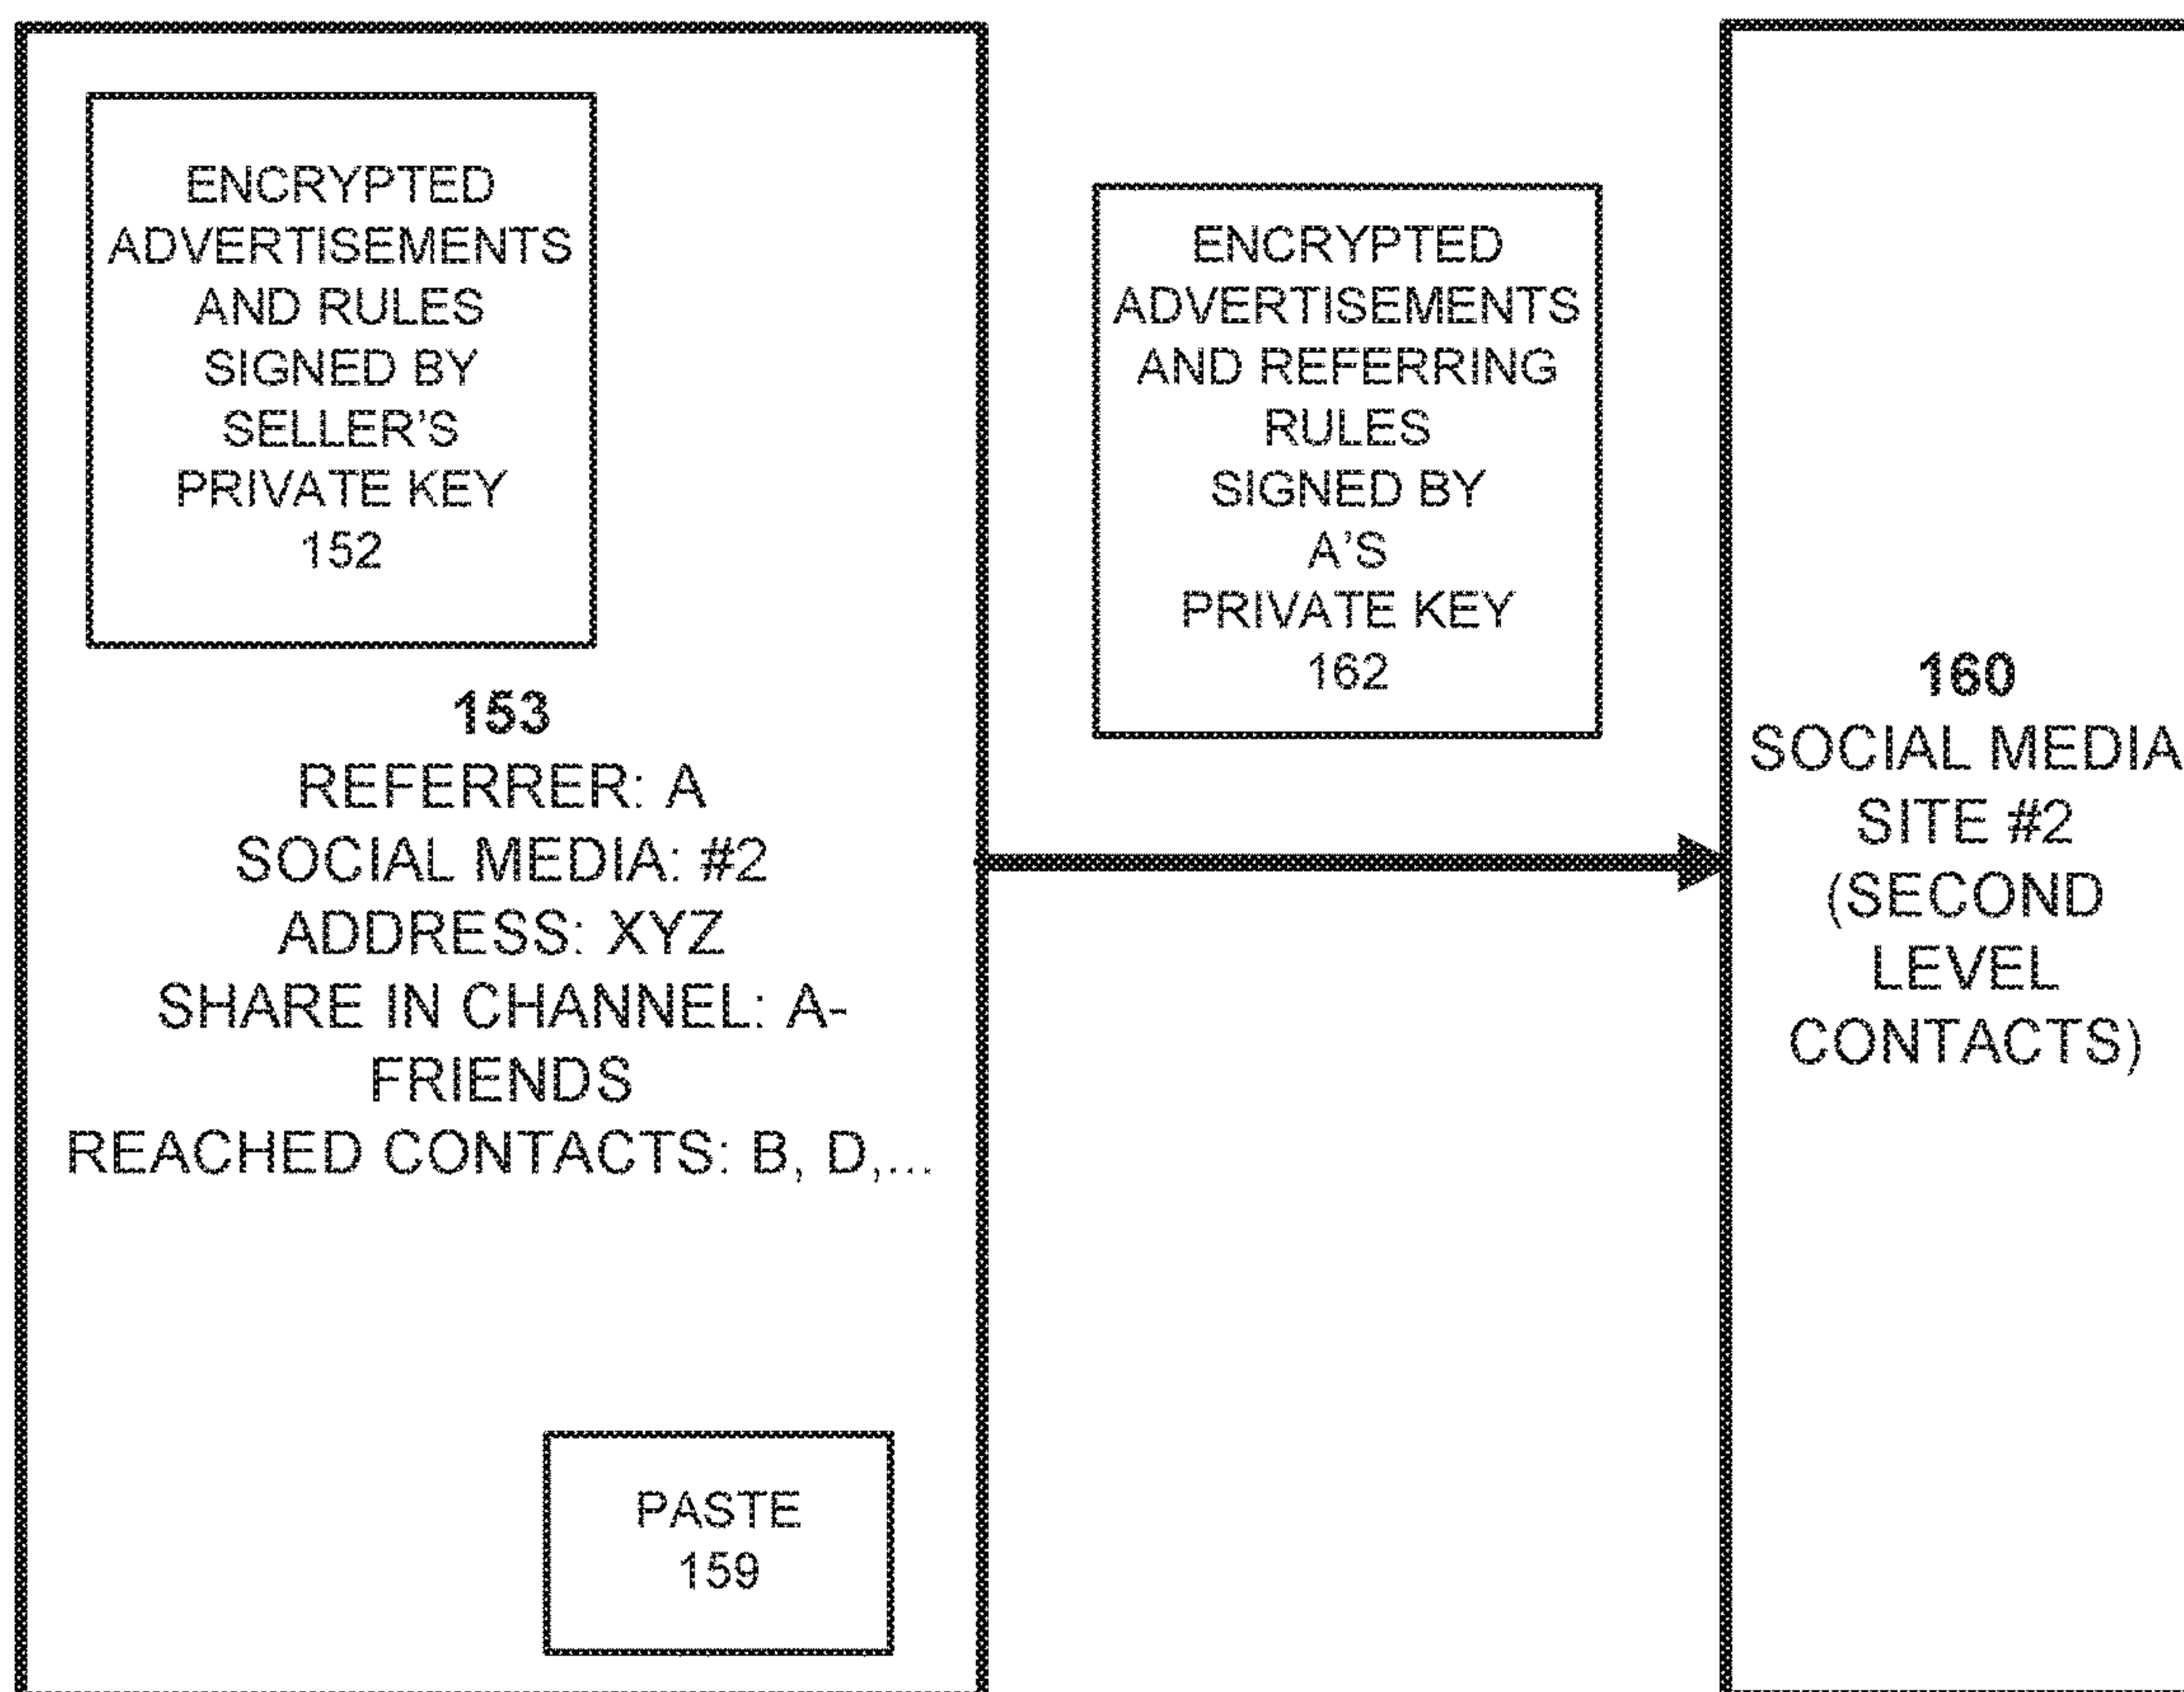 ENCRYPTED
ADVERTISEMENTS
AND RULES
SIGNED BY
SELLER'S
PRIVATE KEY
152
153
REFERRER: A
SOCIAL MEDIA: #2
ADDRESS: XYZ
SHARE IN CHANNEL: A-
FRIENDS
REACHED CONTACTS: B, D,...
PASTE
159
ENCRYPTED
ADVERTISEMENTS
AND REFERRING
RULES
SIGNED BY
A'S
PRIVATE KEY
162
160
SOCIAL MEDIA
SITE #2
(SECOND
LEVEL
CONTACTS)